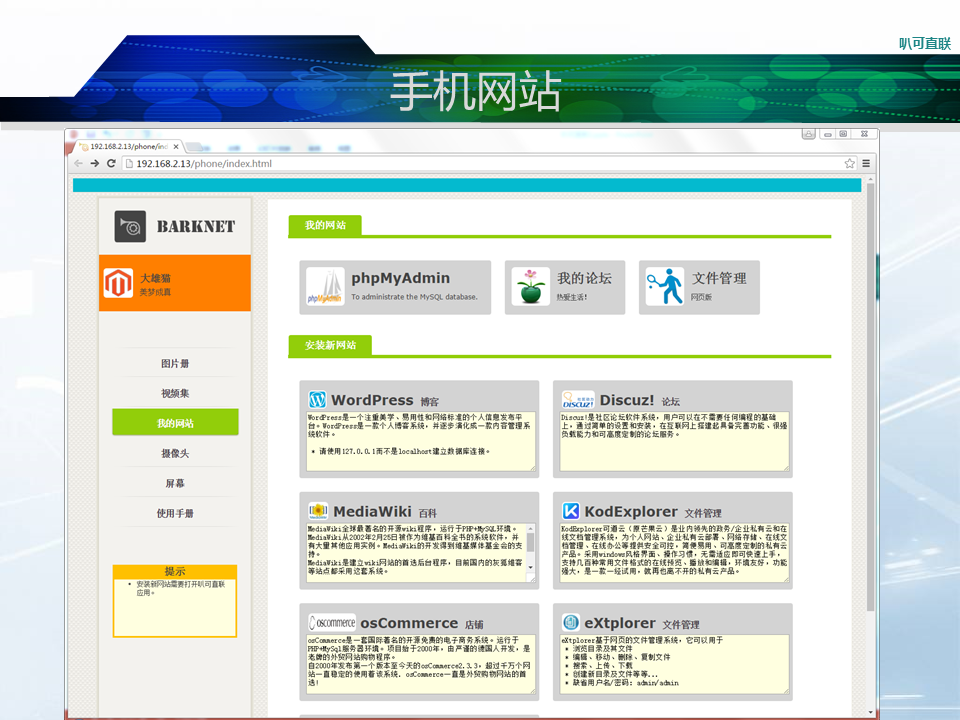 叭可直联
手机网站
192.168.2.13/phone/ind
192.168.2.13/phone/index.html
BARKNET
大雄猫
美梦成真
图片册
视频集
我的网站
摄像头
屏幕
使用手册
提示
• 安装新网站需要打开叭可直联
应用。
我的网站
phpMyAdmin
phpMyAdmin
To administrate the MySQL database.
我的论坛
热爱生活!
文件管理
网页版
安装新网站
WordPress 博客
WordPress是一个注重美学、易用性和网络标准的个人信息发布平
台。WordPress是一款个人博客系统，并逐步演化成一款内容管理系
统软件。
* 请使用127.0.0.1而不是localhost建立数据库连接。
DISCUZ!
Discuz! 论坛
Discuz!是社区论坛软件系统，用户可以在不需要任何编程的基础
上，通过简单的设置和安装，在互联网上搭建起具备完善功能、很强
负载能力和可高度定制的论坛服务。
MediaWiki 百科
MediaWiki全球最著名的开源wiki程序，运行于PHP+MySQL环境。
MediaWiki从2002年2月25日被作为维基百科全书的系统软件，并
有大量其他应用实例。MediaWiki的开发得到维基媒体基金会的支
持。
MediaWiki是建立wiki网站的首选后台程序，目前国内的灰狐维客
等站点都采用这套系统。
KodExplorer 文件管理
KodExplorer可道云（原芒果云）是业内领先的政务/企业私有云和在
线文档管理系统，为个人网站、企业私有云部署、网络存储、在线文
档管理、在线办公等提供安全可控，简便易用、可高度定制的私有云
产品。采用windows风格界面、操作习惯，无需适应即可快速上手，
支持几百种常用文件格式的在线预览、播放和编辑，环境友好，功能
强大，是一款一经试用，就再也离不开的私有云产品。
oscommerce
osCommerce 店铺
osCommerce是一套国际著名的开源免费的电子商务系统。运行于
PHP+MySql服务器环境。项目始于2000年，由严谨的德国人开发，是
老牌的外贸网站购物程序。
自2000年发布第一个版本至今天的osCommerce2.3.3，超过千万个网
站一直稳定的使用着该系统．osCommerce一直是外贸购物网站的首
选!
eXtplorer 文件管理
eXtplorer基于网页的文件管理系统，它可以用于
* 浏览目录及其文件
* 编辑、移动、删除、复制文件
* 搜索、上传、下载
* 创建新目录及文件等等...
* 缺省用户名/密码: admin/admin